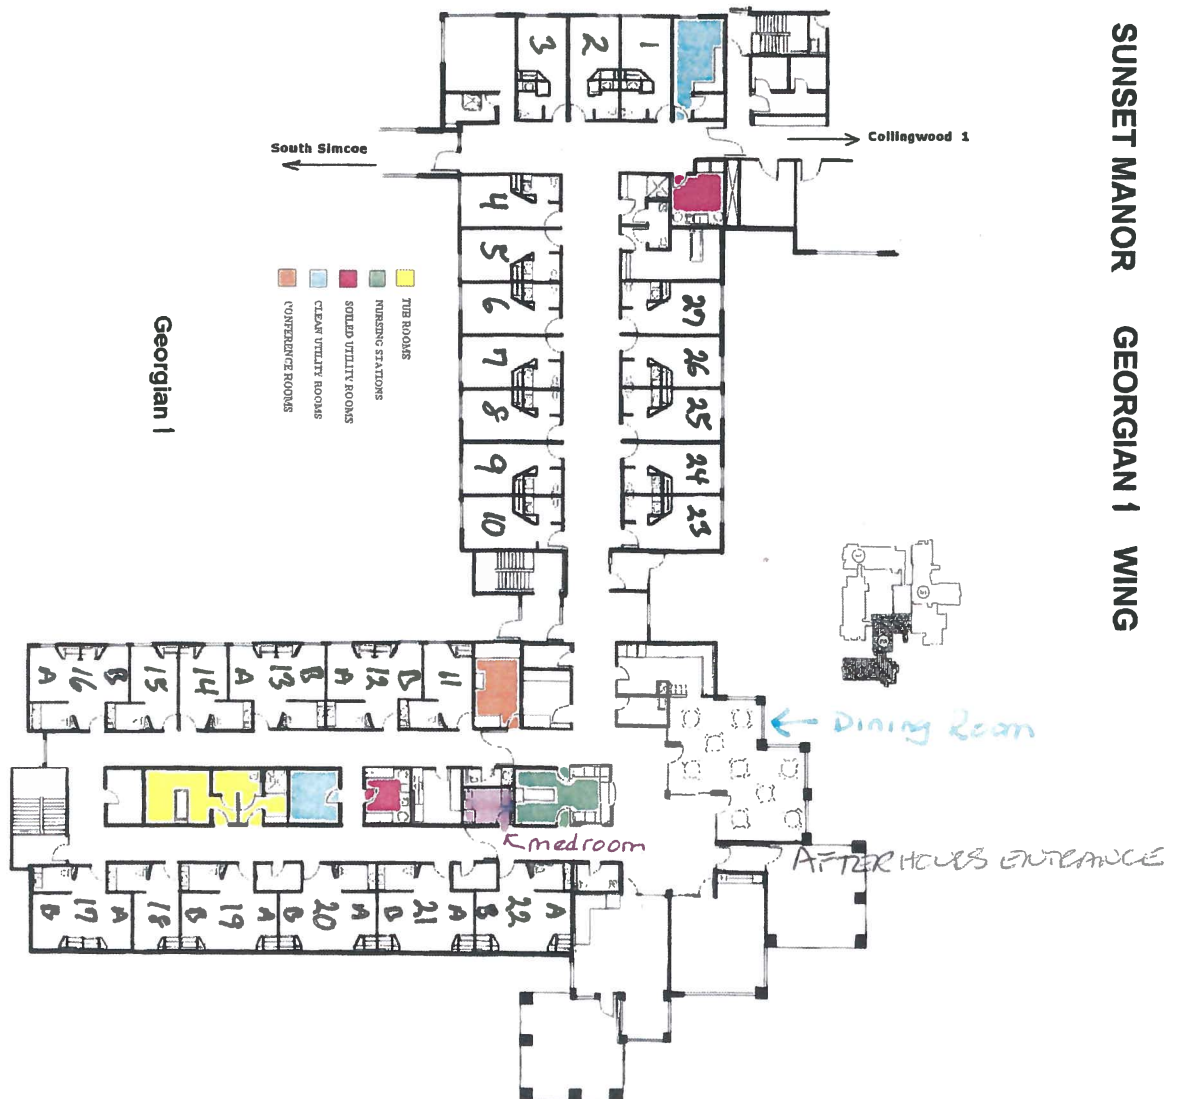 SUNSET MANOR GEORGIAN 1 WING
3 2 1
Collingwood 1
South Simcoe
4
5
6 27
7 26
8 25
9 24
10 23
TUB ROOMS
NURSING STATIONS
SOILED UTILITY ROOMS
CLEAN UTILITY ROOMS
CONFERENCE ROOMS
Georgian 1
A 16 B 15 14 A 13 B A 12 B 11
Dining Room
medroom
AFTER HOURS ENTRANCE
B 17 A 18 B 19 A B 20 A B 21 A B 22 A